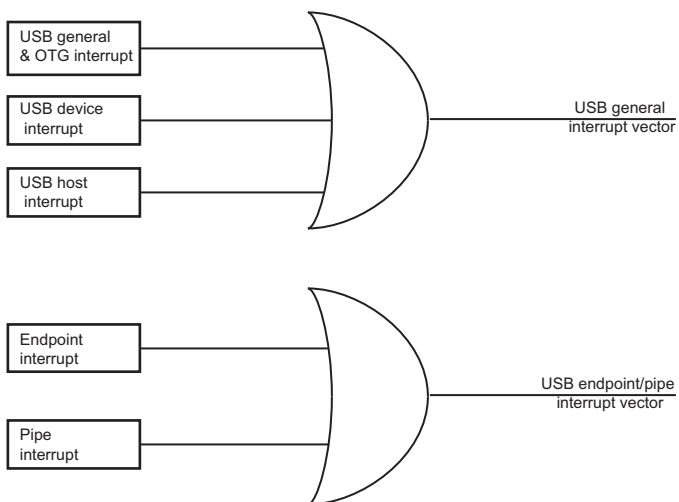 USB general
& OTG interrupt
USB device
interrupt
USB host
interrupt
USB general
interrupt vector
Endpoint
interrupt
Pipe
interrupt
USB endpoint/pipe
interrupt vector